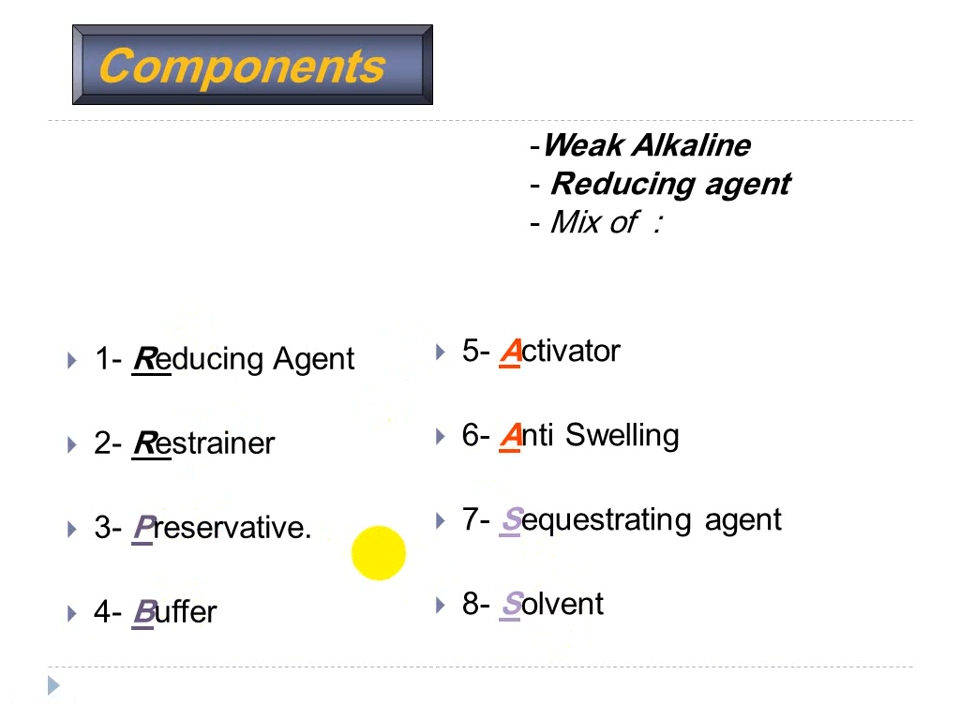 Components
-Weak Alkaline
- Reducing agent
- Mix of :
1- Reducing Agent
2- Restrainer
3- Preservative.
4- Buffer
5- Activator
6- Anti Swelling
7- Sequestrating agent
8- Solvent